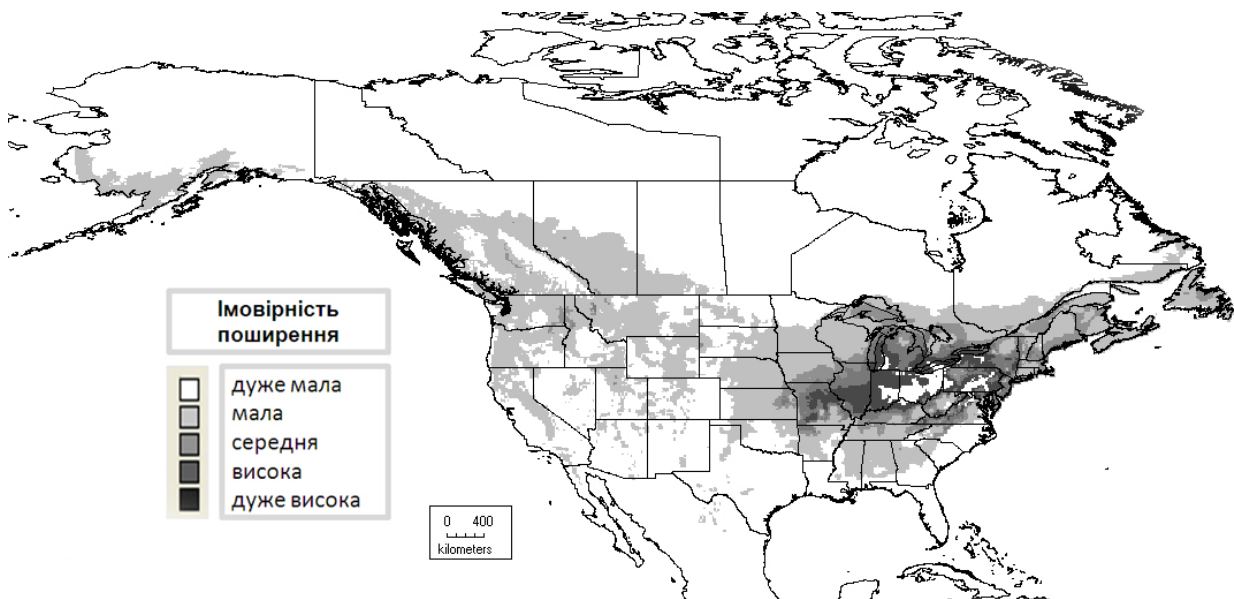 Імовірність
поширення
дуже мала
мала
середня
висока
дуже висока
0 400
kilometers